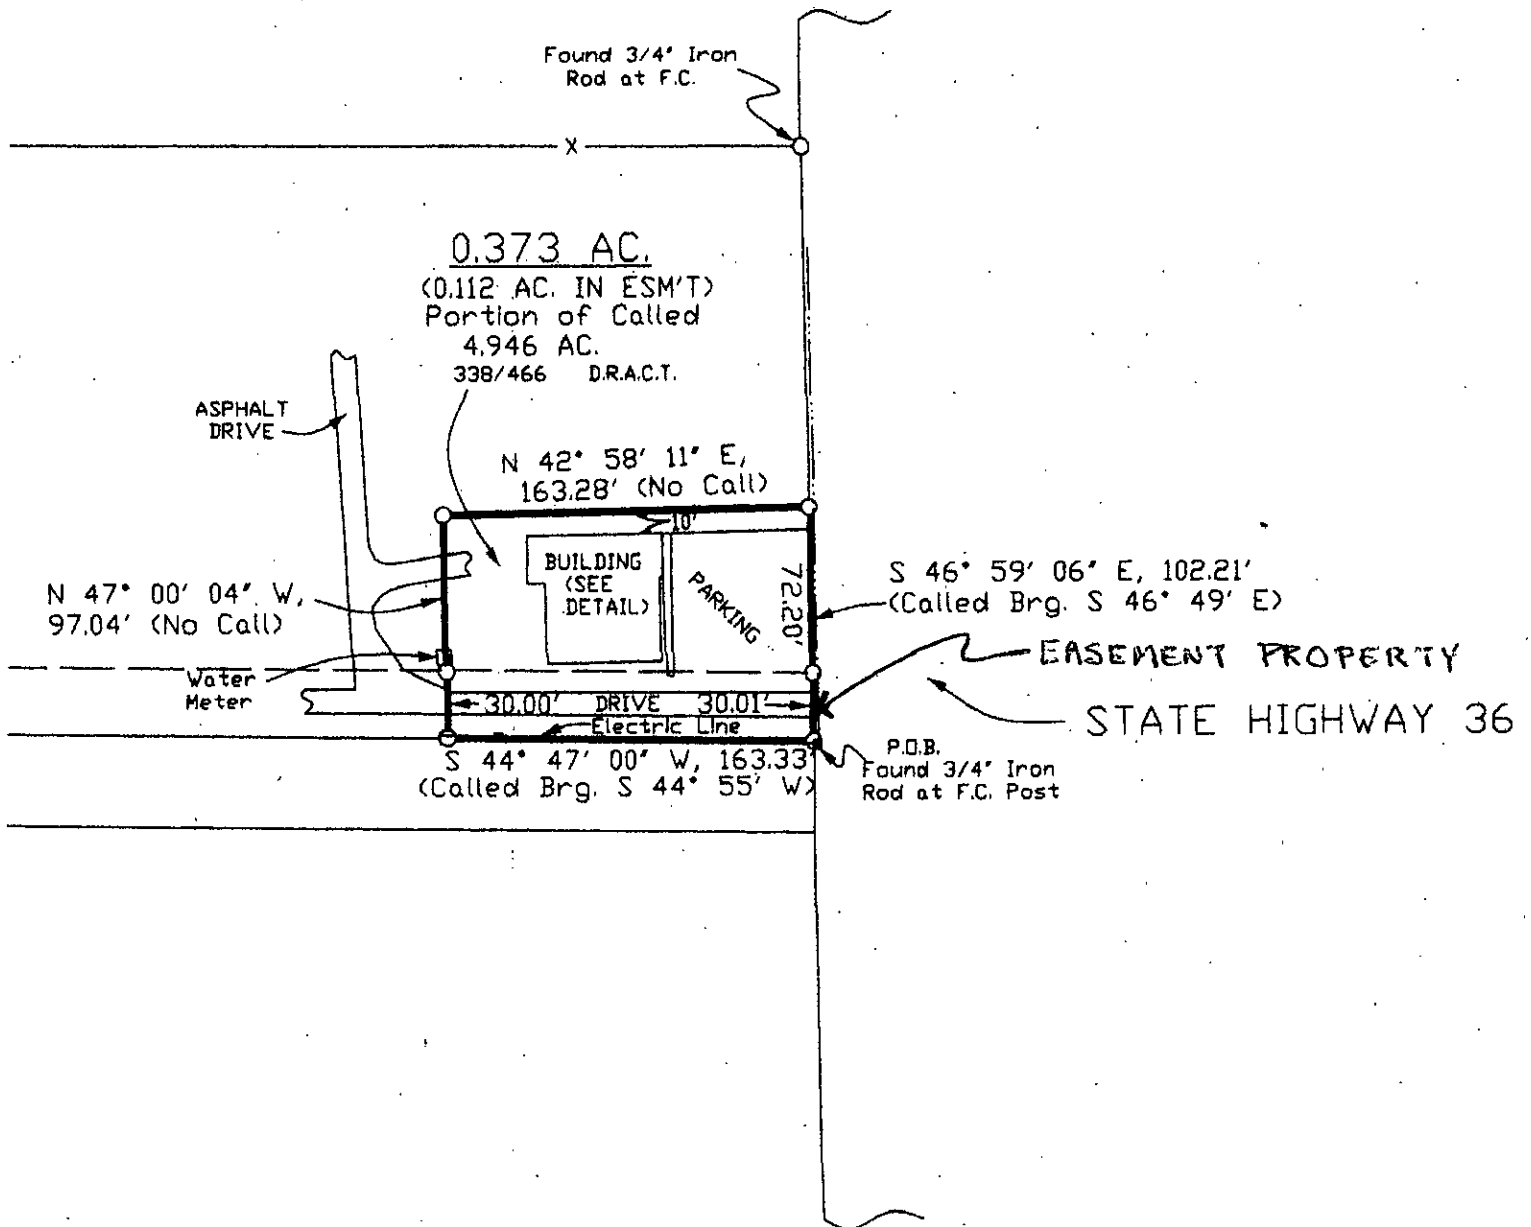 Found 3/4" Iron
Rod at F.C.
X
0.373 AC.
(0.112 AC. IN ESM'T)
Portion of Called
4.946 AC.
338/466 D.R.A.C.T.
ASPHALT
DRIVE
N 42° 58' 11" E,
163.28' (No Call)
10'
BUILDING
(SEE
DETAIL)
PARKING
72.20'
S 46° 59' 06" E, 102.21'
(Called Brg. S 46° 49' E)
N 47° 00' 04" W,
97.04' (No Call)
EASEMENT PROPERTY
Water
Meter
30.00' DRIVE 30.01'
STATE HIGHWAY 36
Electric Line
S 44° 47' 00" W, 163.33'
(Called Brg. S 44° 55' W)
P.O.B.
Found 3/4" Iron
Rod at F.C. Post